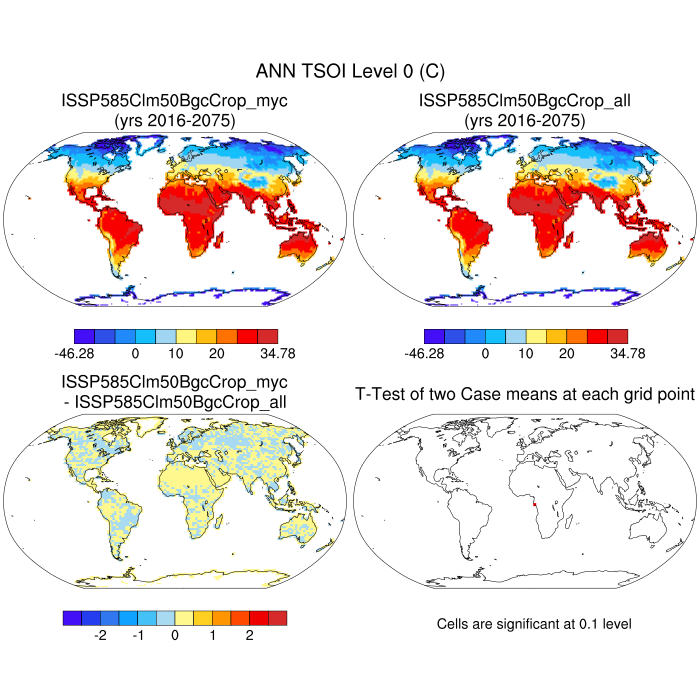 ANN TSOI Level 0 (C)
ISSP585Clm50BgcCrop_myc
(yrs 2016-2075)
ISSP585Clm50BgcCrop_all
(yrs 2016-2075)
-46.28 0 10 20 34.78
-46.28 0 10 20 34.78
ISSP585Clm50BgcCrop_myc
- ISSP585Clm50BgcCrop_all
T-Test of two Case means at each grid point
-2 -1 0 1 2
Cells are significant at 0.1 level